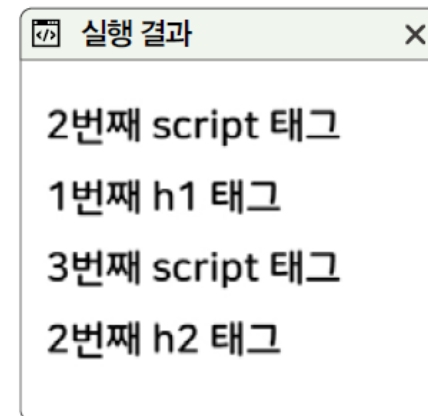 실행 결과
2번째 script 태그
1번째 h1 태그
3번째 script 태그
2번째 h2 태그